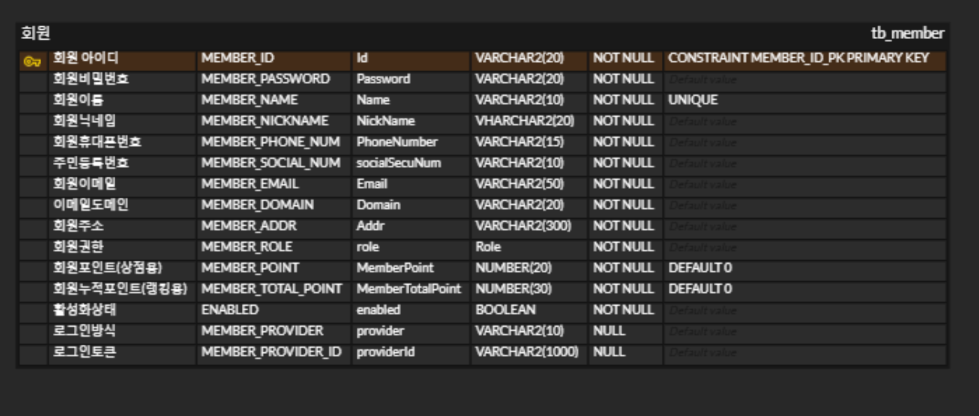 회원 tb_member
회원 아이디 MEMBER_ID Id VARCHAR2(20) NOT NULL CONSTRAINT MEMBER_ID_PK PRIMARY KEY
회원비밀번호 MEMBER_PASSWORD Password VARCHAR2(20) NOT NULL Default value
회원이름 MEMBER_NAME Name VARCHAR2(10) NOT NULL UNIQUE
회원닉네임 MEMBER_NICKNAME NickName VHARCHAR2(20) NOT NULL Default value
회원휴대폰번호 MEMBER_PHONE_NUM PhoneNumber VARCHAR2(15) NOT NULL Default value
주민등록번호 MEMBER_SOCIAL_NUM socialSecuNum VARCHAR2(10) NOT NULL Default value
회원이메일 MEMBER_EMAIL Email VARCHAR2(50) NOT NULL Default value
이메일도메인 MEMBER_DOMAIN Domain VARCHAR2(20) NOT NULL Default value
회원주소 MEMBER_ADDR Addr VARCHAR2(300) NOT NULL Default value
회원권한 MEMBER_ROLE role Role NOT NULL Default value
회원포인트(상점용) MEMBER_POINT MemberPoint NUMBER(20) NOT NULL DEFAULT 0
회원누적포인트(랭킹용) MEMBER_TOTAL_POINT MemberTotalPoint NUMBER(30) NOT NULL DEFAULT 0
활성화상태 ENABLED enabled BOOLEAN NOT NULL Default value
로그인방식 MEMBER_PROVIDER provider VARCHAR2(10) NULL Default value
로그인토큰 MEMBER_PROVIDER_ID providerId VARCHAR2(1000) NULL Default value